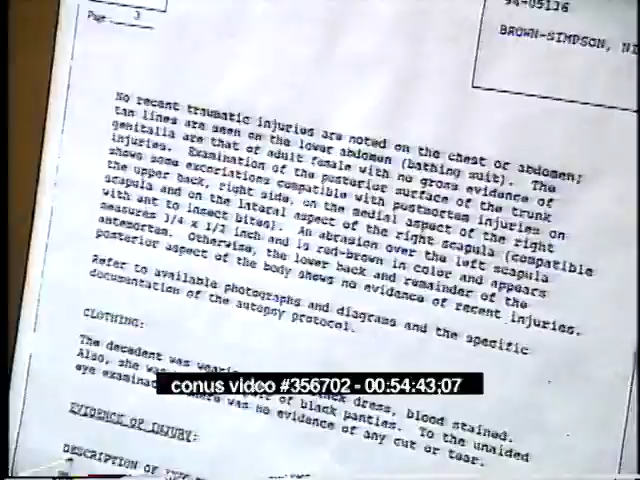 94-05136
Page 3
BROWN-SIMPSON, NI
No recent traumatic injuries are noted on the chest or abdomen;
tan lines are seen on the lower abdomen (bathing suit). The
genitalia are that of adult female with no gross evidence of
injuries. Examination of the posterior surface of the trunk
shows some excoriations compatible with postmortem injuries on
the upper back, right side, on the medial aspect of the right
scapula and on the lateral aspect of the right scapula (compatible
with ant to insect bites). An abrasion over the left scapula
measures 3/4 x 1/2 inch and is red-brown in color and appears
antemortem. Otherwise, the lower back and remainder of the
posterior aspect of the body shows no evidence of recent injuries.
Refer to available photographs and diagrams and the specific
documentation of the autopsy protocol.
CLOTHING:
The decedent was dress, blood stained.
Also, she was of black panties. To the unaided
eye there was no evidence of any cut or tear.
conus video #356702 - 00:54:43;07
EVIDENCE OF INJURY:
DESCRIPTION OF